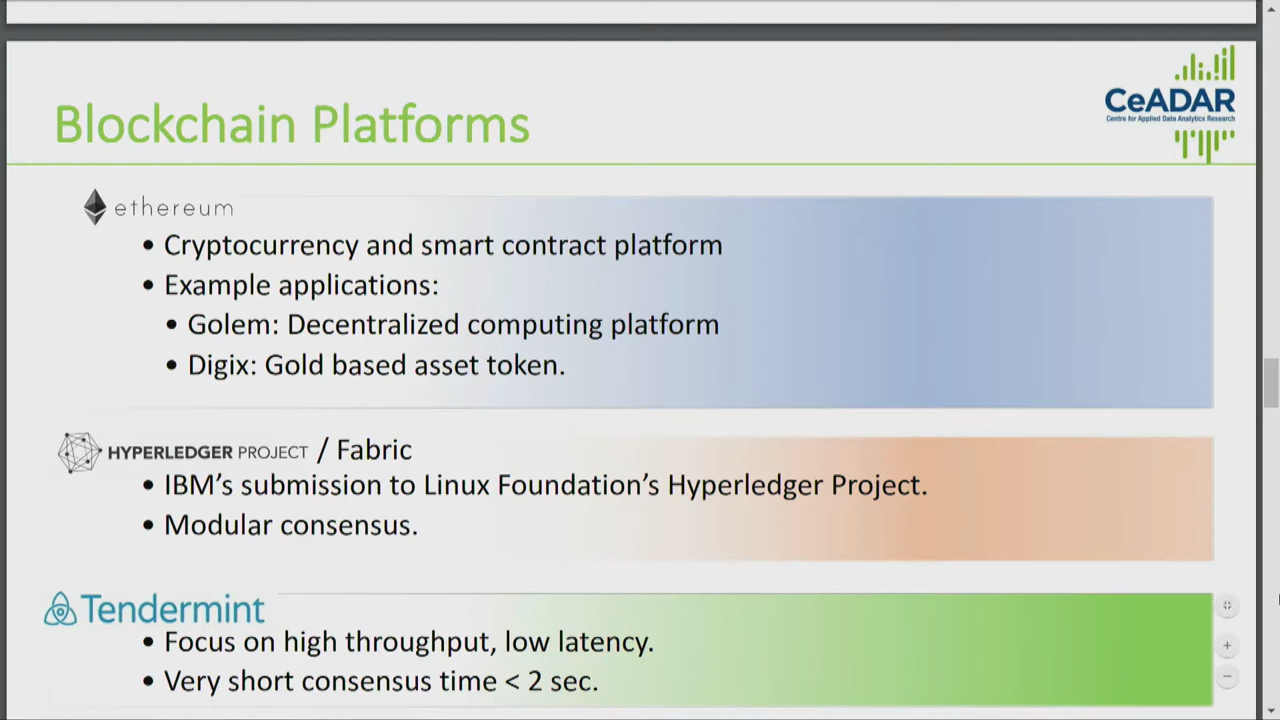 CeADAR
Centre for Applied Data Analytics Research
Blockchain Platforms
ethereum
• Cryptocurrency and smart contract platform
• Example applications:
• Golem: Decentralized computing platform
• Digix: Gold based asset token.
HYPERLEDGER PROJECT / Fabric
• IBM’s submission to Linux Foundation’s Hyperledger Project.
• Modular consensus.
Tendermint
• Focus on high throughput, low latency.
• Very short consensus time < 2 sec.